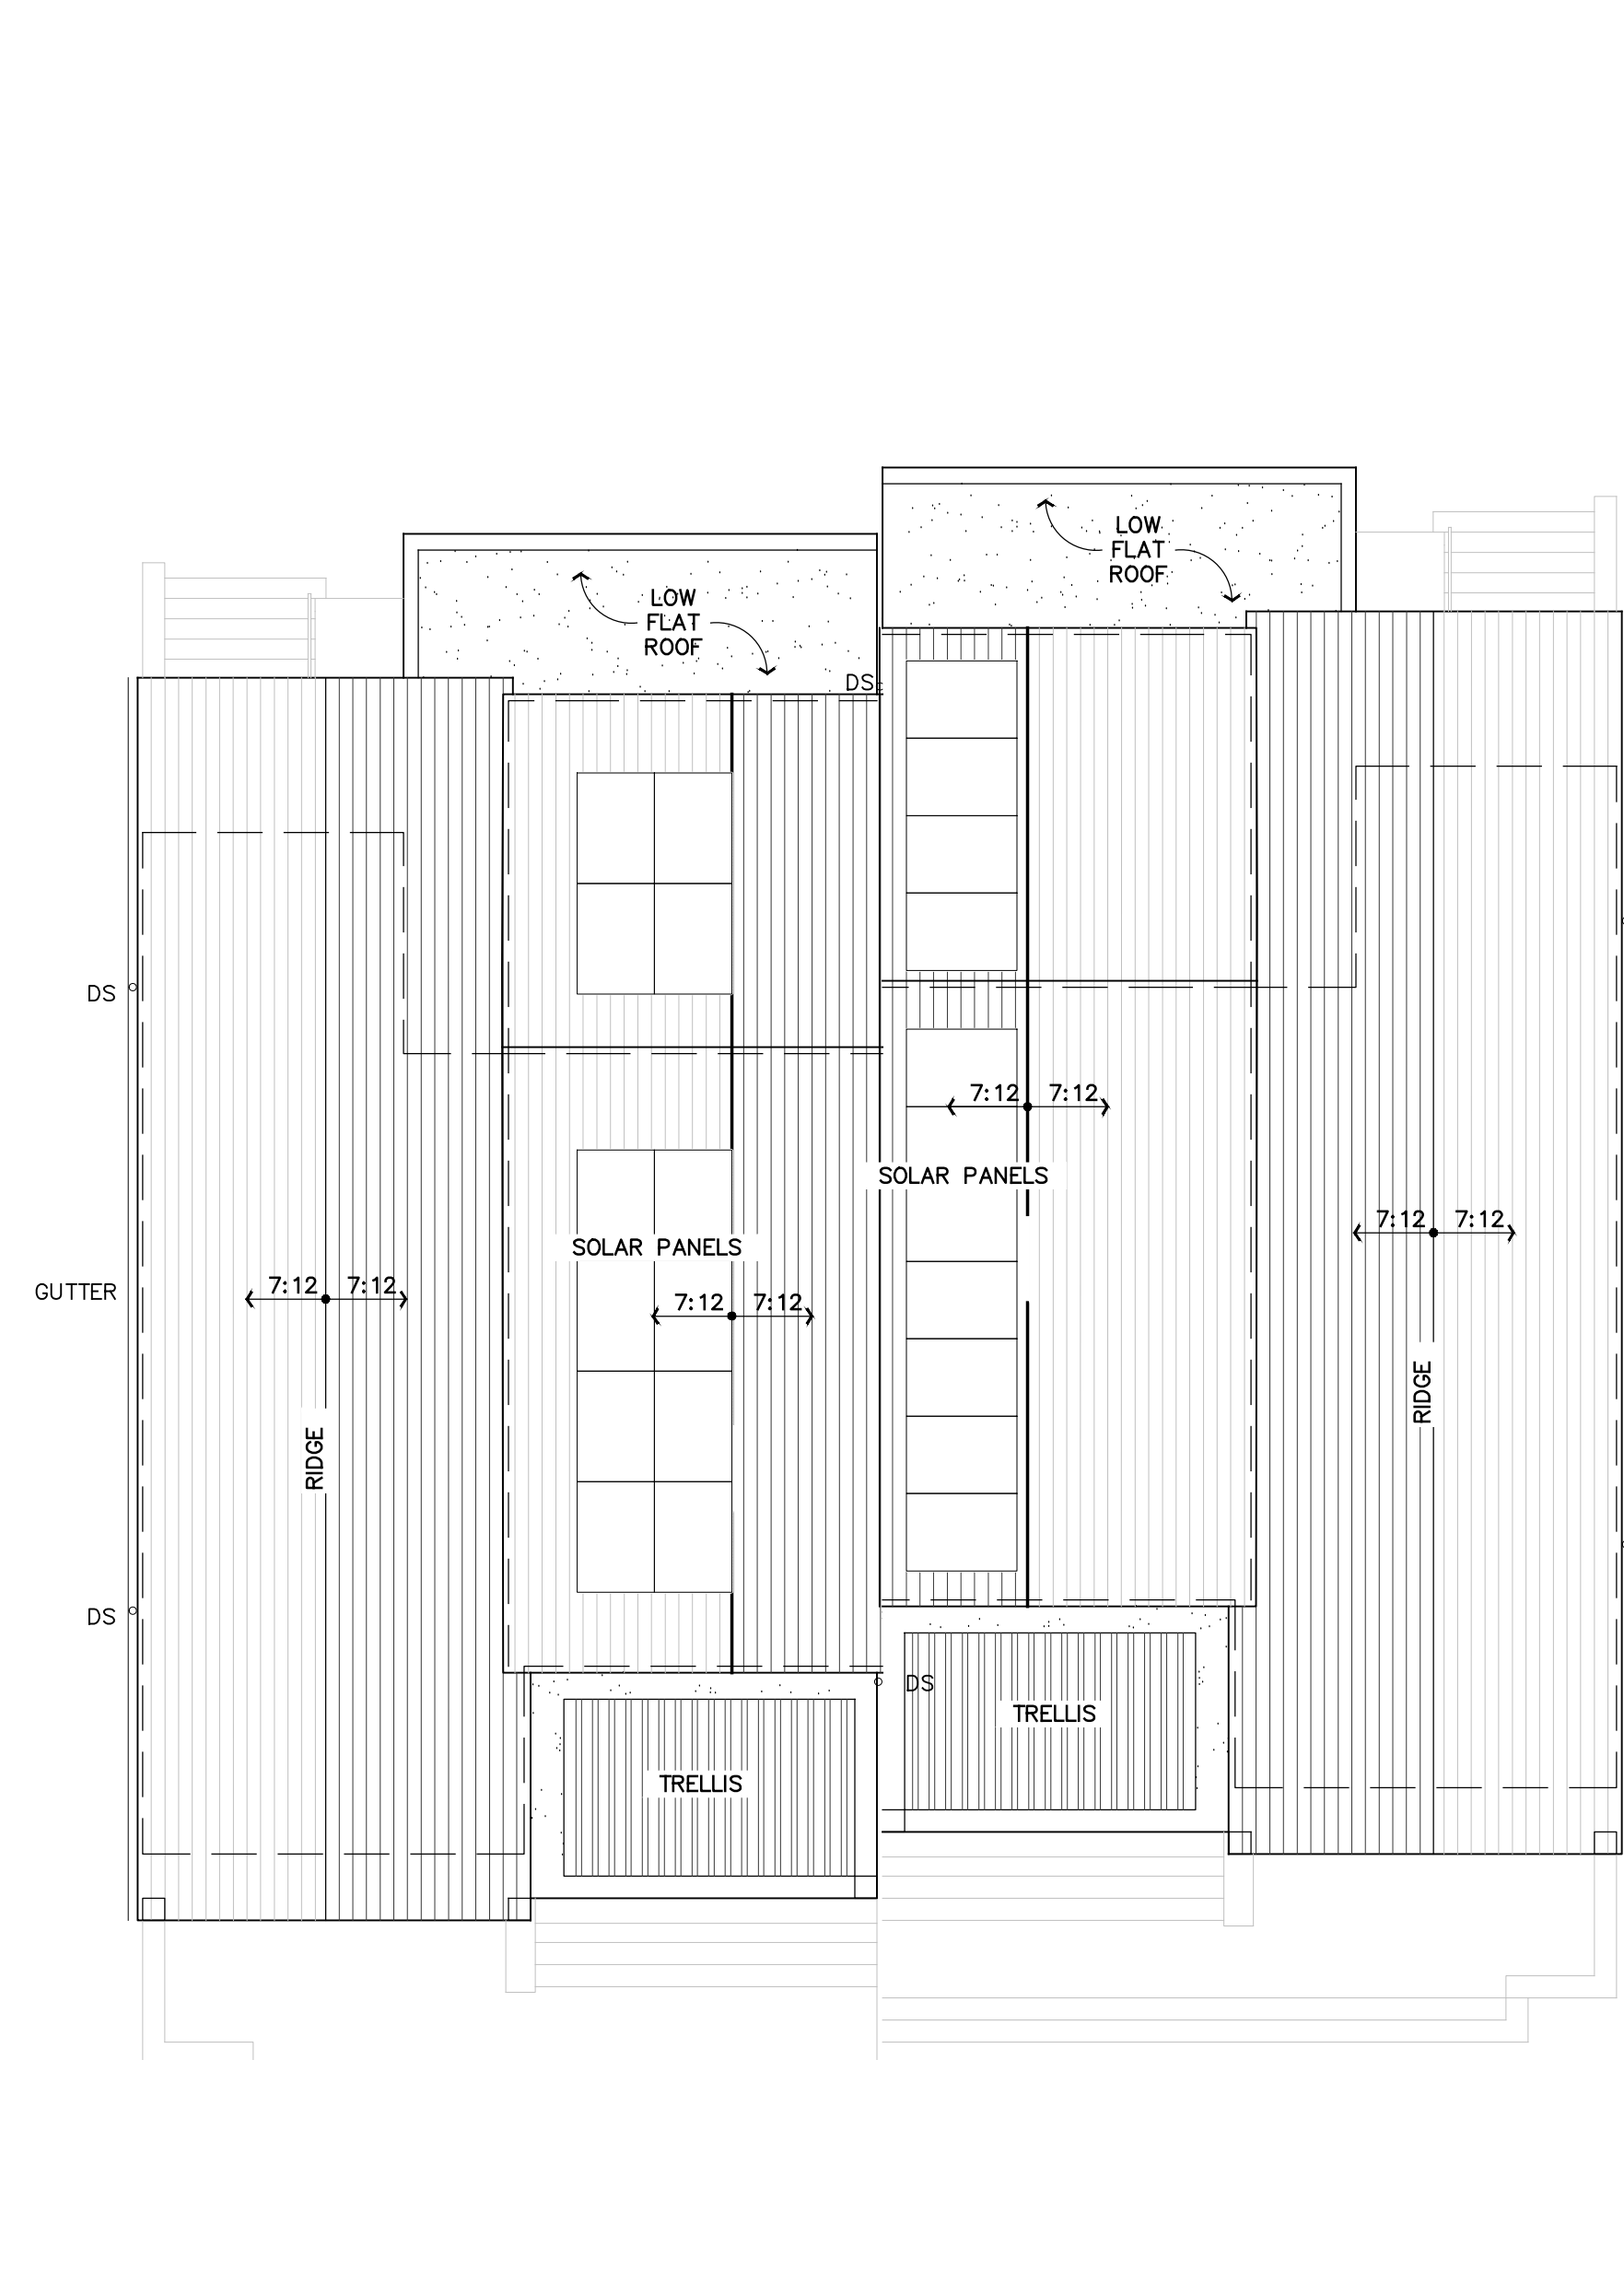 LOW
FLAT
ROOF
LOW
FLAT
ROOF
DS
DS
7:12 7:12
SOLAR PANELS
7:12 7:12
SOLAR PANELS
GUTTER
7:12 7:12
7:12 7:12
RIDGE
RIDGE
DS
DS
TRELLIS
TRELLIS